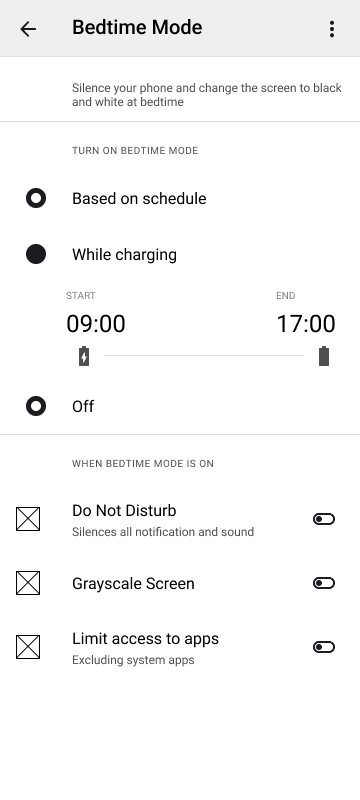 Bedtime Mode
Silence your phone and change the screen to black
and white at bedtime
TURN ON BEDTIME MODE
Based on schedule
While charging
START
END
09:00
17:00
Off
WHEN BEDTIME MODE IS ON
Do Not Disturb
Silences all notification and sound
Grayscale Screen
Limit access to apps
Excluding system apps